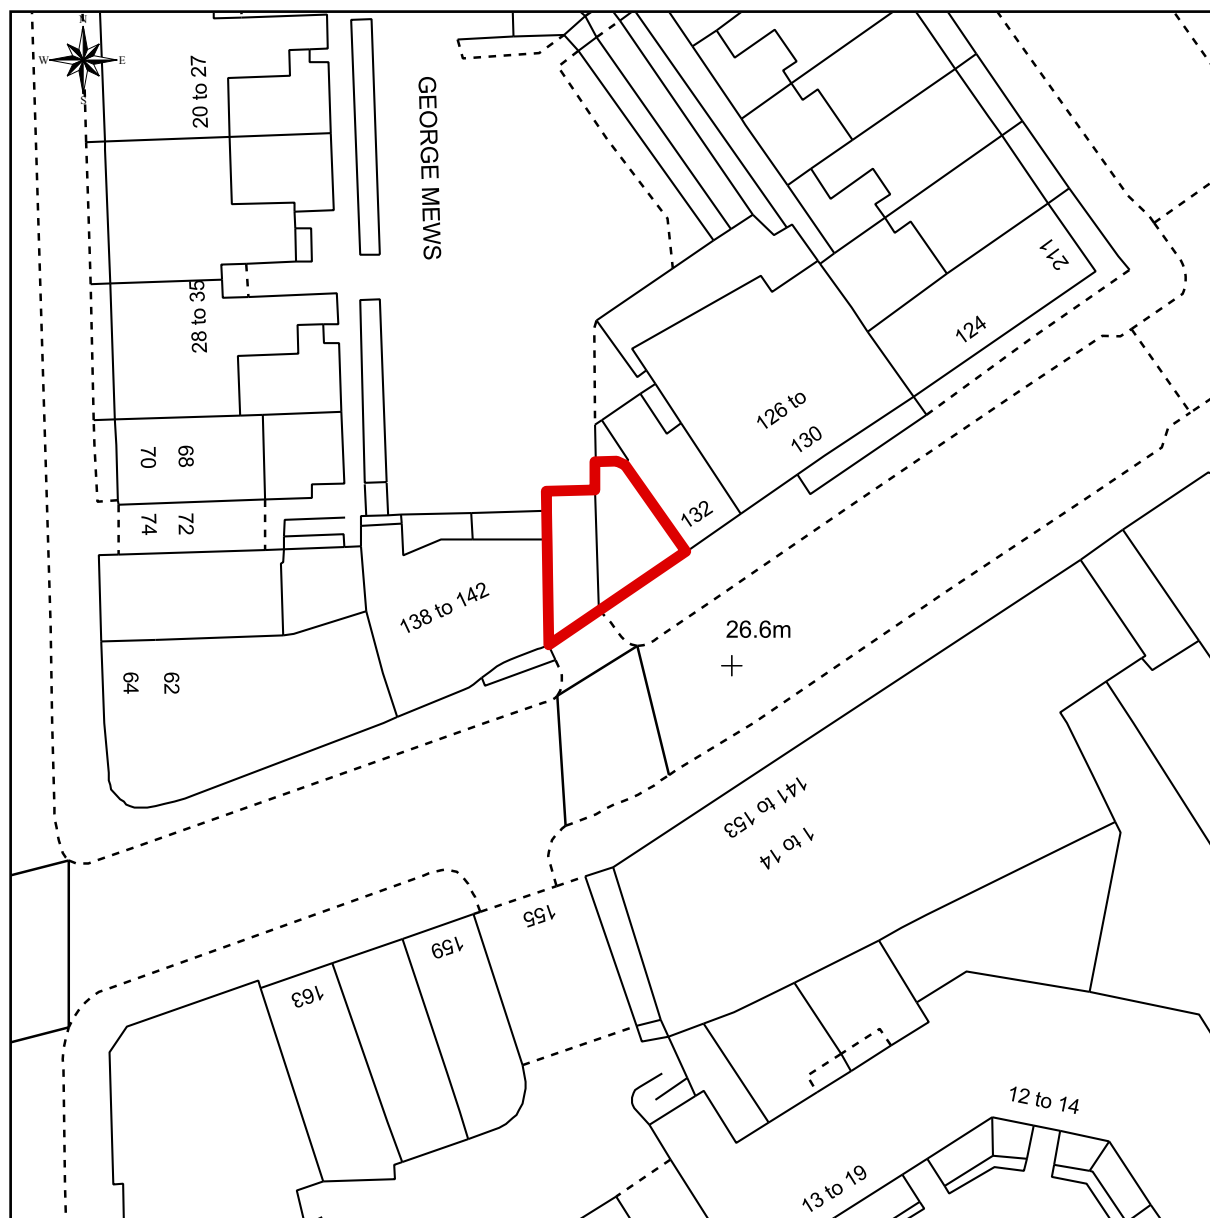 N
W E
S
20 to 27
GEORGE MEWS
28 to 35
211
124
126 to
130
132
68
70
72
74
138 to 142
26.6m
62
64
141 to 153
1 to 14
155
159
163
12 to 14
13 to 19